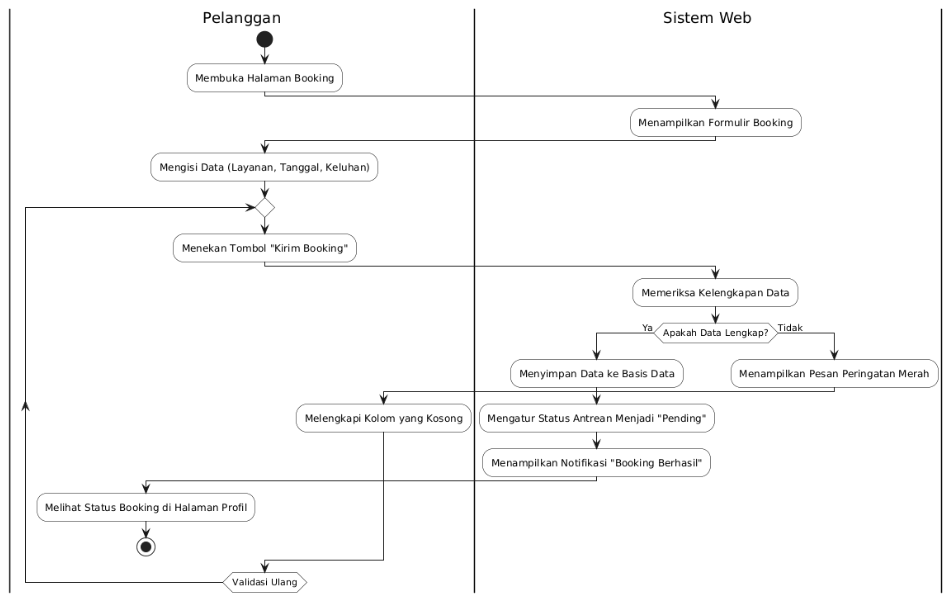 Pelanggan
Sistem Web
Membuka Halaman Booking
Menampilkan Formulir Booking
Mengisi Data (Layanan, Tanggal, Keluhan)
Menekan Tombol "Kirim Booking"
Memeriksa Kelengkapan Data
Ya
Apakah Data Lengkap?
Tidak
Menyimpan Data ke Basis Data
Menampilkan Pesan Peringatan Merah
Melengkapi Kolom yang Kosong
Mengatur Status Antrean Menjadi "Pending"
Menampilkan Notifikasi "Booking Berhasil"
Melihat Status Booking di Halaman Profil
Validasi Ulang